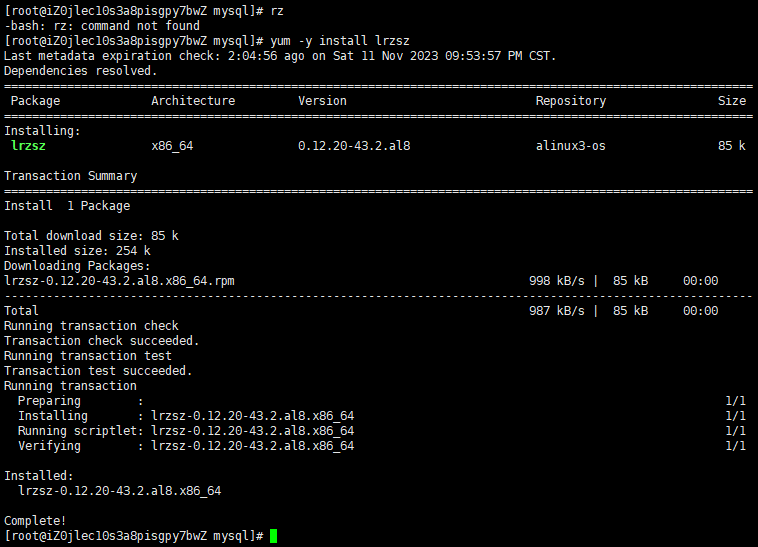 [root@iZ0jlec10s3a8pisgpy7bwZ mysql]# rz
-bash: rz: command not found
[root@iZ0jlec10s3a8pisgpy7bwZ mysql]# yum -y install lrzsz
Last metadata expiration check: 2:04:56 ago on Sat 11 Nov 2023 09:53:57 PM CST.
Dependencies resolved.
Package Architecture Version Repository Size
Installing:
lrzsz x86_64 0.12.20-43.2.al8 alinux3-os 85 k
Transaction Summary
Install 1 Package
Total download size: 85 k
Installed size: 254 k
Downloading Packages:
lrzsz-0.12.20-43.2.al8.x86_64.rpm 998 kB/s | 85 kB 00:00
Total 987 kB/s | 85 kB 00:00
Running transaction check
Transaction check succeeded.
Running transaction test
Transaction test succeeded.
Running transaction
Preparing : 1/1
Installing : lrzsz-0.12.20-43.2.al8.x86_64 1/1
Running scriptlet: lrzsz-0.12.20-43.2.al8.x86_64 1/1
Verifying : lrzsz-0.12.20-43.2.al8.x86_64 1/1
Installed:
lrzsz-0.12.20-43.2.al8.x86_64
Complete!
[root@iZ0jlec10s3a8pisgpy7bwZ mysql]#